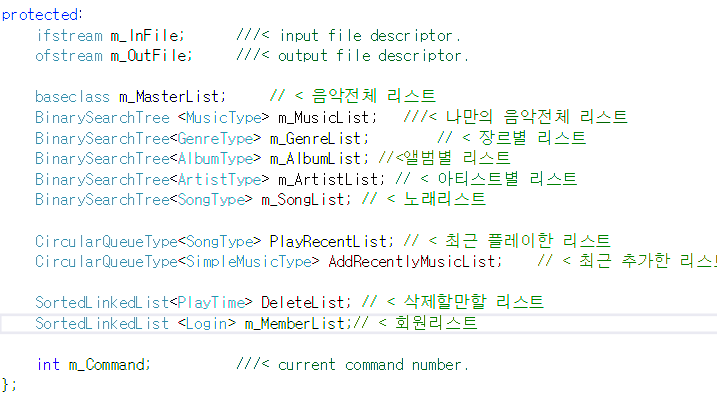 protected:
ifstream m_InFile; ///< input file descriptor.
ofstream m_OutFile; ///< output file descriptor.
baseclass m_MasterList; // < 음악전체 리스트
BinarySearchTree <MusicType> m_MusicList; ///< 나만의 음악전체 리스트
BinarySearchTree<GenreType> m_GenreList; // < 장르별 리스트
BinarySearchTree<AlbumType> m_AlbumList; //<앨범별 리스트
BinarySearchTree<ArtistType> m_ArtistList; // < 아티스트별 리스트
BinarySearchTree<SongType> m_SongList; // < 노래리스트
CircularQueueType<SongType> PlayRecentList; // < 최근 플레이한 리스트
CircularQueueType<SimpleMusicType> AddRecentlyMusicList; // < 최근 추가한 리스
SortedLinkedList<PlayTime> DeleteList; // < 삭제할만할 리스트
SortedLinkedList <Login> m_MemberList;// < 회원리스트
int m_Command; ///< current command number.
};